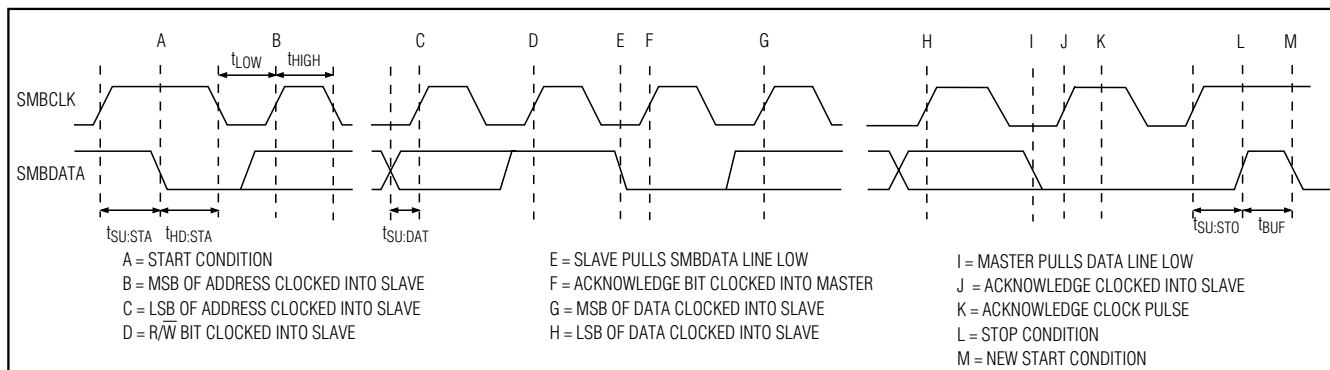 A B C D E F G H I J K L M
tLOW tHIGH
SMBCLK
SMBDATA
tSU:STA tHD:STA tSU:DAT tSU:STO tBUF
A = START CONDITION
B = MSB OF ADDRESS CLOCKED INTO SLAVE
C = LSB OF ADDRESS CLOCKED INTO SLAVE
D = R/W̅ BIT CLOCKED INTO SLAVE
E = SLAVE PULLS SMBDATA LINE LOW
F = ACKNOWLEDGE BIT CLOCKED INTO MASTER
G = MSB OF DATA CLOCKED INTO SLAVE
H = LSB OF DATA CLOCKED INTO SLAVE
I = MASTER PULLS DATA LINE LOW
J = ACKNOWLEDGE CLOCKED INTO SLAVE
K = ACKNOWLEDGE CLOCK PULSE
L = STOP CONDITION
M = NEW START CONDITION